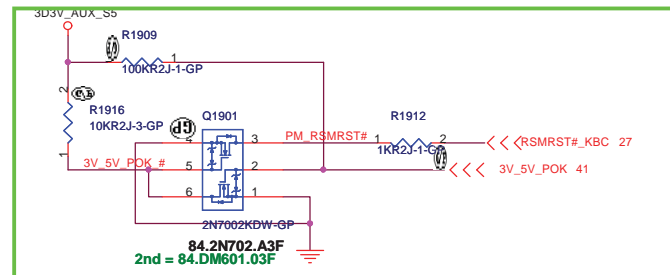 3D3V_AUX_S5
R1909
2 1
100KR2J-1-GP
2
R1916
10KR2J-3-GP
1
GP
Q1901
R1912
4 3 PM_RSMRST# 1 2 RSMRST#_KBC 27
1KR2J-1-GP
3V_5V_POK_# 5 2 3V_5V_POK 41
6 1
2N7002KDW-GP
84.2N702.A3F
2nd = 84.DM601.03F